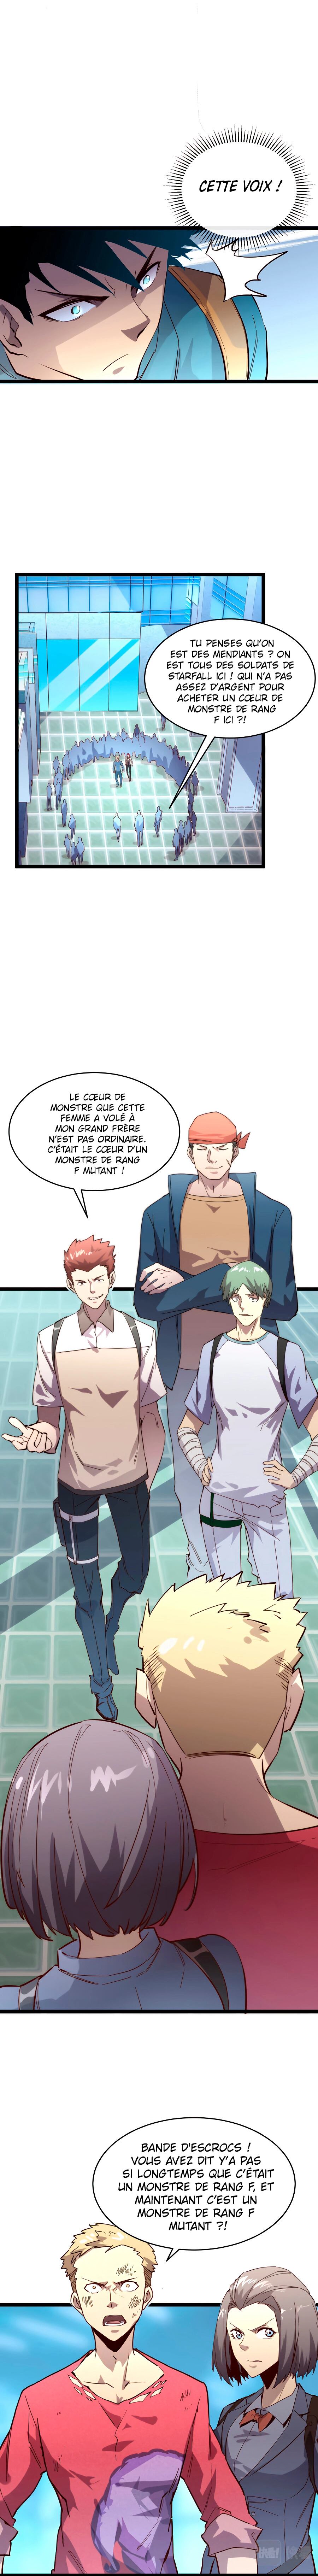 CETTE VOIX !
TU PENSES QU'ON
EST DES MENDIANTS ? ON
EST TOUS DES SOLDATS DE
STARFALL ICI ! QUI N'A PAS
ASSEZ D'ARGENT POUR
ACHETER UN CŒUR DE
MONSTRE DE RANG
F ICI ?!
LE CŒUR DE
MONSTRE QUE CETTE
FEMME A VOLÉ À
MON GRAND FRÈRE
N'EST PAS ORDINAIRE.
C'ÉTAIT LE CŒUR D'UN
MONSTRE DE RANG
F MUTANT !
BANDE D'ESCROCS !
VOUS AVEZ DIT Y'A PAS
SI LONGTEMPS QUE C'ÉTAIT
UN MONSTRE DE RANG F, ET
MAINTENANT C'EST UN
MONSTRE DE RANG F
MUTANT ?!